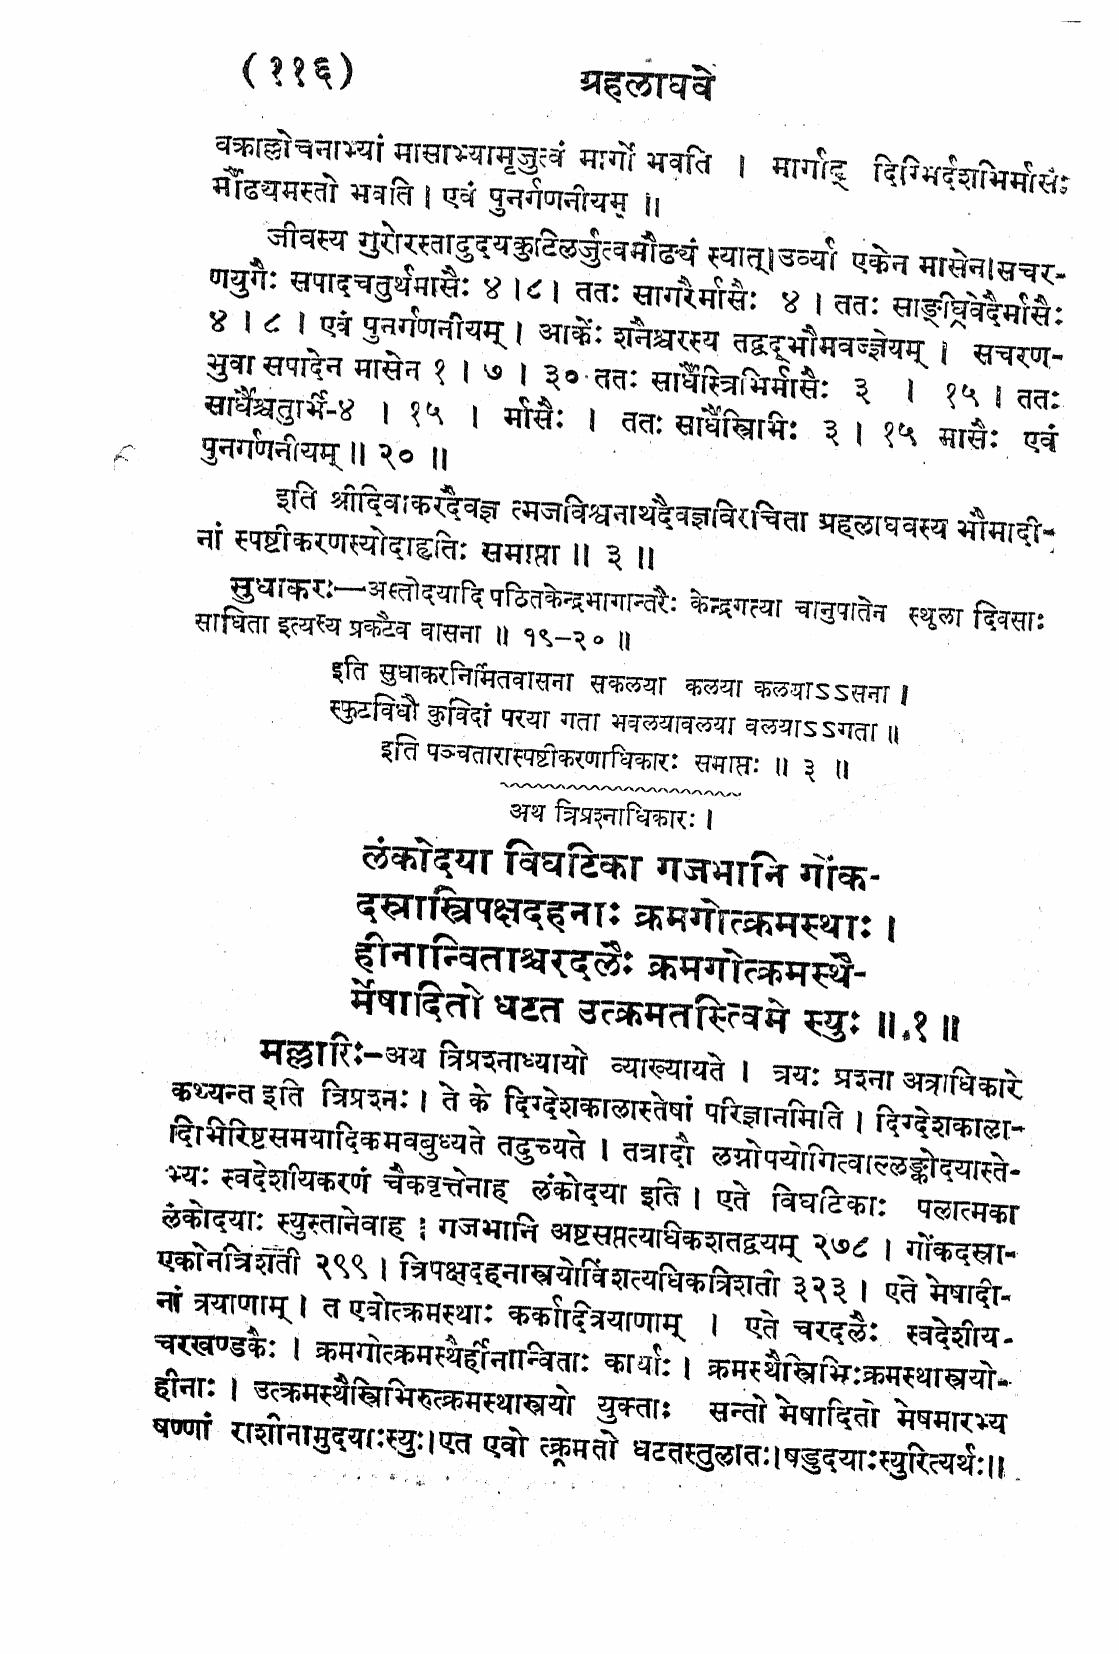 (११६)
ग्रहलाघवे
वक्राल्लोचनाभ्यां मासाभ्यामृजुत्वं मार्गो भवति । मार्गाद् दिग्भिर्दशभिर्मासैः
र्मौढ्यमस्तो भवति । एवं पुनर्गणनीयम् ॥
जीवस्य गुरोरस्तादुदयकुटिलर्जुत्वमौढ्यं स्यात्।उर्व्या एकेन मासेन।सचर-
णयुगैः सपादचतुर्थमासैः ४।८। ततः सागरैर्मासैः ४ । ततः साङ्घ्रिवेदैर्मासैः
४ । ८ । एवं पुनर्गणनीयम् । आर्केः शनैश्चरस्य तद्वद्भौमवज्ज्ञेयम् । सचरण-
भुवा सपादेन मासेन १ । ७ । ३० ततः सार्धैस्त्रिभिर्मासैः ३ । १५ । ततः
सार्धैश्चतुर्भि-४ । १५ । र्मासैः । ततः सार्धैस्त्रिभिः ३ । १५ मासैः एवं
पुनर्गणनीयम् ॥ २० ॥
इति श्रीदिवाकरदैवज्ञ त्मजविश्वनाथदैवज्ञविरचिता ग्रहलाघवस्य भौमादी-
नां स्पष्टीकरणस्योदाहृतिः समाप्ता ॥ ३ ॥
सुधाकरः—अस्तोदयादि पठितकेन्द्रभागान्तरैः केन्द्रगत्या चानुपातेन स्थूला दिवसाः
साधिता इत्यस्य प्रकटैव वासना ॥ १९—२० ॥
इति सुधाकरनिर्मितवासना सकलया कलया कलयाऽऽसना ।
स्फुटविधौ कुविदां परया गता भवलयावलया वलयाऽऽगता ॥
इति पञ्चतारास्पष्टीकरणाधिकारः समाप्तः ॥ ३ ॥
अथ त्रिप्रश्नाधिकारः ।
लंकोदया विघटिका गजभानि गोंक-
दस्रास्त्रिपक्षदहनाः क्रमगोत्क्रमस्थाः ।
हीनान्विताश्चरदलैः क्रमगोत्क्रमस्थै-
र्मेषादितो धटत उत्क्रमतस्त्विमे स्युः ॥ १ ॥
मल्लारिः—अथ त्रिप्रश्नाध्यायो व्याख्यायते । त्रयः प्रश्ना अत्राधिकारे
कथ्यन्त इति त्रिप्रश्नः । ते के दिग्देशकालास्तेषां परिज्ञानमिति । दिग्देशकाला-
दिभिरिष्टसमयादिकमवबुध्यते तदुच्यते । तत्रादौ लग्नोपयोगित्वाल्लङ्कोदयास्ते-
भ्यः स्वदेशीयकरणं चैकवृत्तेनाह लंकोदया इति । एते विघटिकाः पलात्मका
लंकोदयाः स्युस्तानेवाह । गजभानि अष्टसप्तत्यधिकशतद्वयम् २७८ । गोंकदस्रा-
एकोनत्रिशती २९९ । त्रिपक्षदहनास्त्रयोर्विंशत्यधिकत्रिशती ३२३ । एते मेषादी-
नां त्रयाणाम् । त एवोत्क्रमस्थाः कर्कादित्रयाणाम् । एते चरदलैः स्वदेशीय-
चरखण्डकैः । क्रमगोत्क्रमस्थैर्हीनान्विताः कार्याः । क्रमस्थैस्त्रिभिःक्रमस्थास्त्रयो-
हीनाः । उत्क्रमस्थैस्त्रिभिरुत्क्रमस्थास्त्रयो युक्ताः सन्तो मेषादितो मेषमारभ्य
षण्णां राशीनामुदयाःस्युः।एत एवो त्क्रमतो धटतस्तुलातः।षडुदयाःस्युरित्यर्थः॥